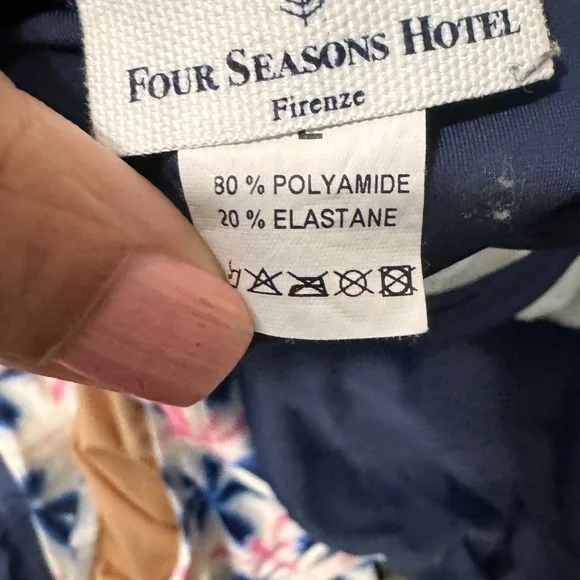 FOUR SEASONS HOTEL
Firenze
80 % POLYAMIDE
20 % ELASTANE